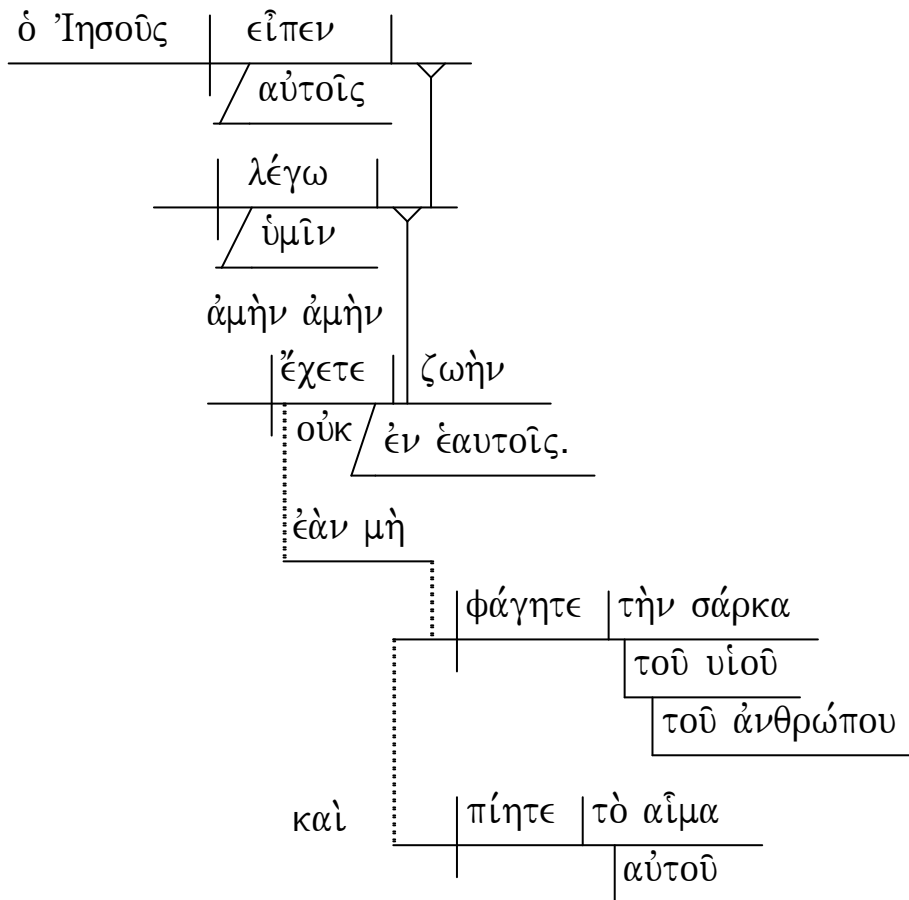 ὁ Ἰησοῦς εἶπεν
αὐτοῖς
λέγω
ὑμῖν
ἀμὴν ἀμὴν
ἔχετε ζωὴν
οὐκ ἐν ἑαυτοῖς.
ἐὰν μὴ
φάγητε τὴν σάρκα
τοῦ υἱοῦ
τοῦ ἀνθρώπου
καὶ πίητε τὸ αἷμα
αὐτοῦ